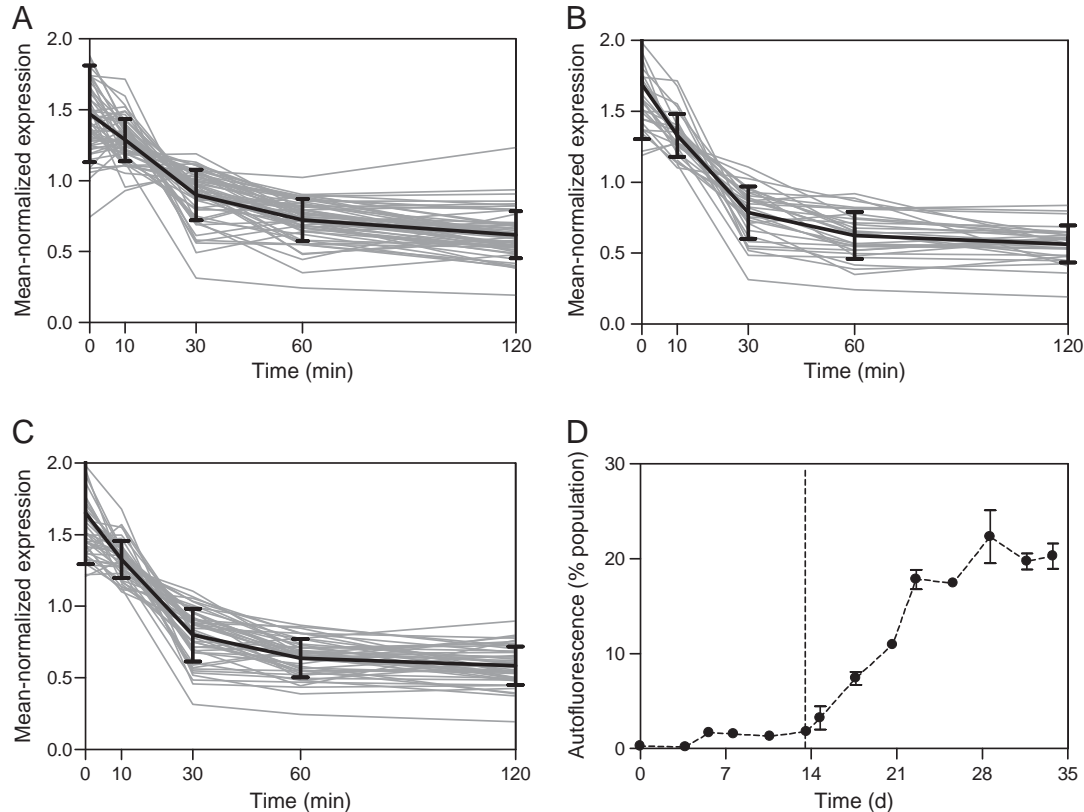 A
Mean-normalized expression
2.0
1.5
1.0
0.5
0.0
0 10 30 60 120
Time (min)
B
Mean-normalized expression
2.0
1.5
1.0
0.5
0.0
0 10 30 60 120
Time (min)
C
Mean-normalized expression
2.0
1.5
1.0
0.5
0.0
0 10 30 60 120
Time (min)
D
Autofluorescence (% population)
30
20
10
0
0 7 14 21 28 35
Time (d)